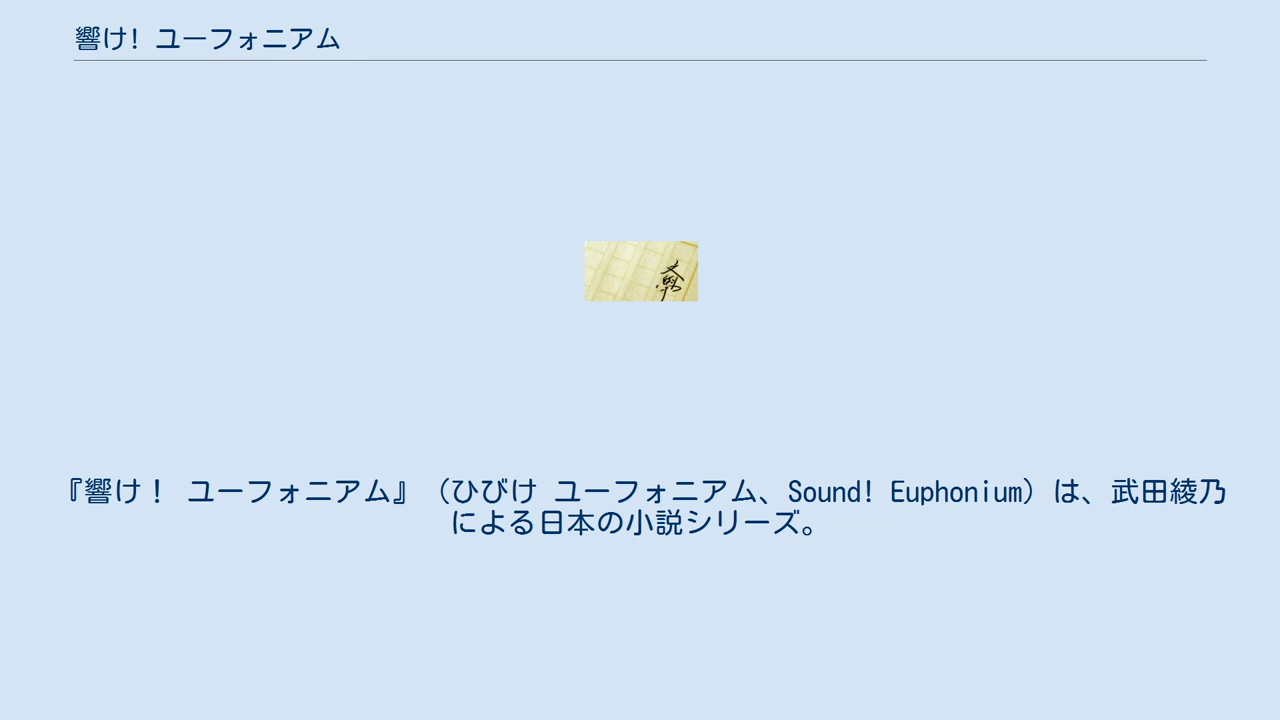 響け! ユーフォニアム
『響け！ ユーフォニアム』（ひびけ ユーフォニアム、Sound! Euphonium）は、武田綾乃
による日本の小説シリーズ。